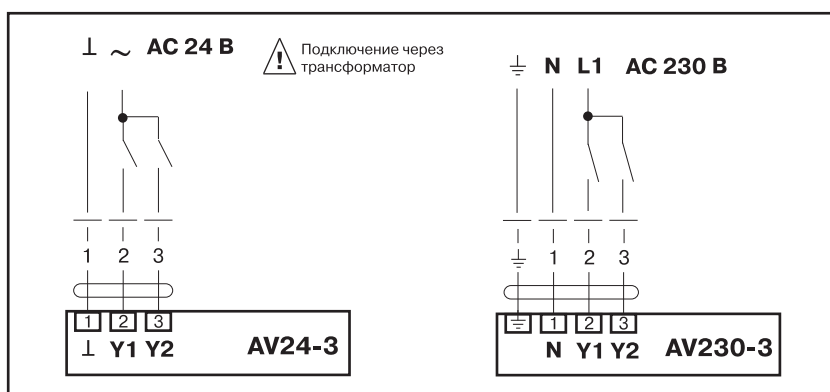 ⊥ ~ AC 24 В
Подключение через
трансформатор
1 2 3
1 2 3
⊥ Y1 Y2
AV24-3
⏚ N L1 AC 230 В
⏚ 1 2 3
⏚ 1 2 3
N Y1 Y2
AV230-3